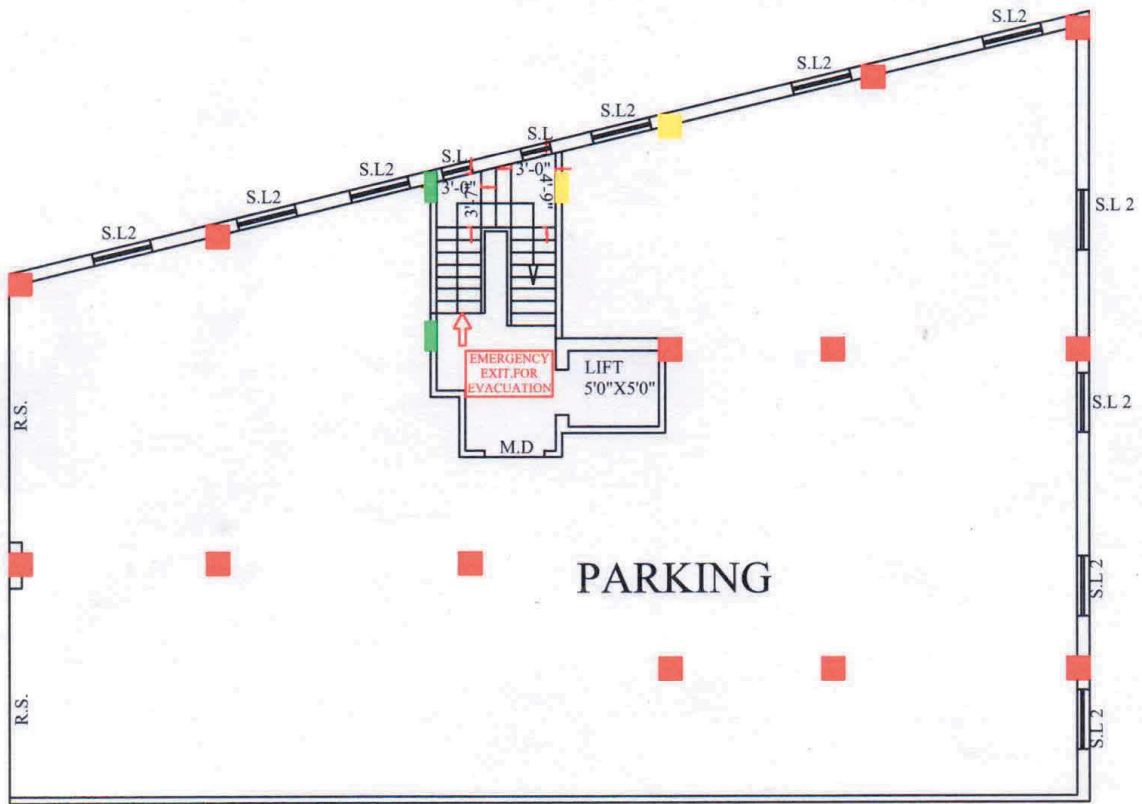 S.L2
S.L2
S.L2
S.L
S.L
S.L2
S.L2
S.L2
3'-0"
3'-0"
3'-7"
4'-9"
S.L 2
EMERGENCY
EXIT,FOR
EVACUATION
LIFT
5'0"X5'0"
S.L 2
R.S.
M.D
PARKING
S.L 2
R.S.
S.L 2